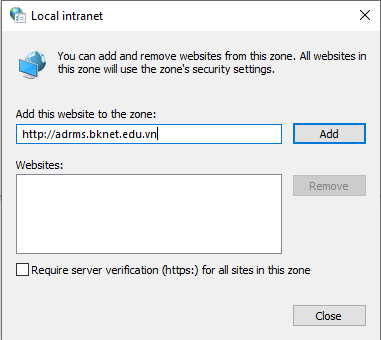 Local intranet
You can add and remove websites from this zone. All websites in
this zone will use the zone's security settings.
Add this website to the zone:
http://adrms.bknet.edu.vn
Add
Websites:
Remove
Require server verification (https:) for all sites in this zone
Close